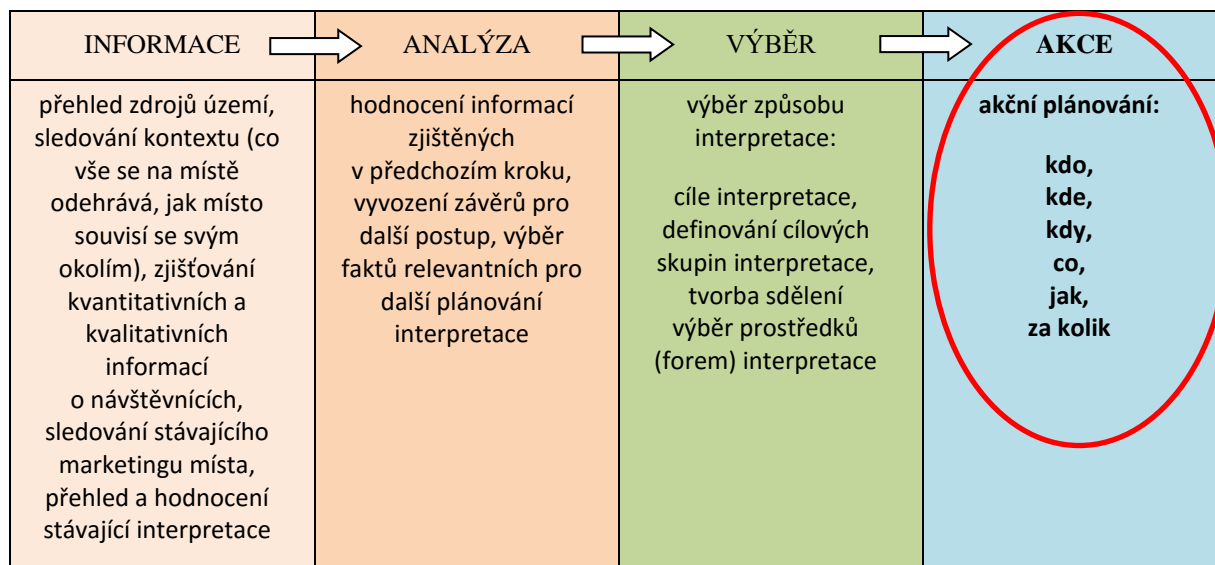 INFORMACE
ANALÝZA
VÝBĚR
AKCE
přehled zdrojů území,
sledování kontextu (co
vše se na místě
odehrává, jak místo
souvisí se svým
okolím), zjišťování
kvantitativních a
kvalitativních
informací
o návštěvnících,
sledování stávajícího
marketingu místa,
přehled a hodnocení
stávající interpretace
hodnocení informací
zjištěných
v předchozím kroku,
vyvození závěrů pro
další postup, výběr
faktů relevantních pro
další plánování
interpretace
výběr způsobu
interpretace:
cíle interpretace,
definování cílových
skupin interpretace,
tvorba sdělení
výběr prostředků
(forem) interpretace
akční plánování:
kdo,
kde,
kdy,
co,
jak,
za kolik